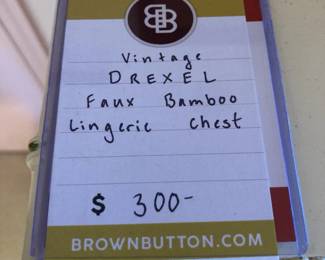 BB
Vintage
DREXEL
Faux Bamboo
Lingerie Chest
$ 300-
BROWNBUTTON.COM